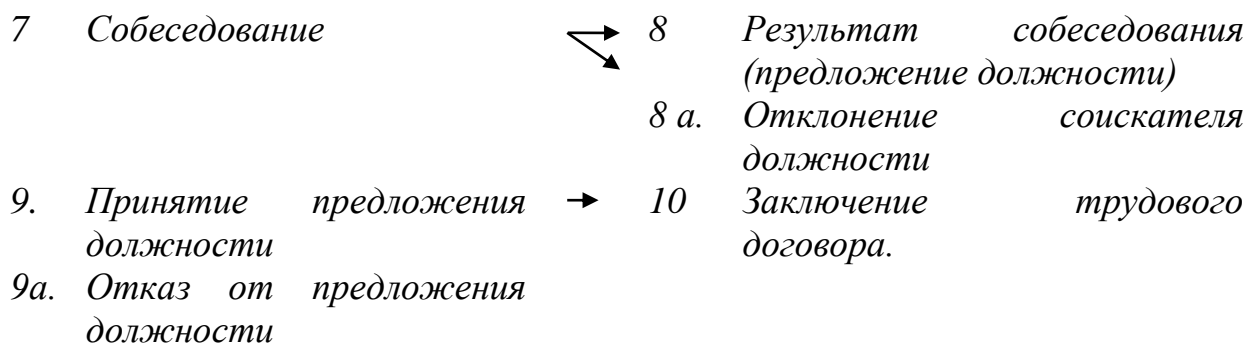 7 Собеседование 8 Результат собеседования
(предложение должности)
8 а. Отклонение соискателя
должности
9. Принятие предложения 10 Заключение трудового
должности договора.
9а. Отказ от предложения
должности